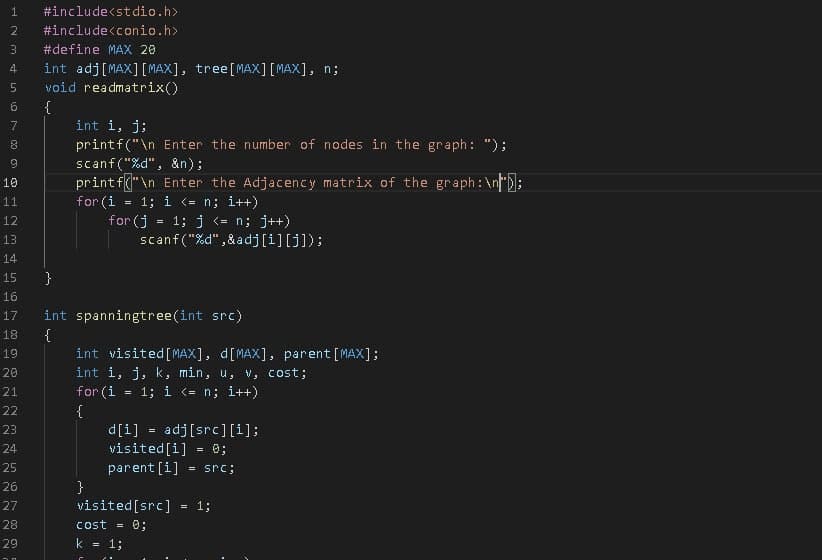 1 #include<stdio.h>
2 #include<conio.h>
3 #define MAX 20
4 int adj[MAX][MAX], tree[MAX][MAX], n;
5 void readmatrix()
6 {
7 int i, j;
8 printf("\n Enter the number of nodes in the graph: ");
9 scanf("%d", &n);
10 printf("\n Enter the Adjacency matrix of the graph:\n");
11 for(i = 1; i <= n; i++)
12 for(j = 1; j <= n; j++)
13 scanf("%d",&adj[i][j]);
14
15 }
16
17 int spanningtree(int src)
18 {
19 int visited[MAX], d[MAX], parent[MAX];
20 int i, j, k, min, u, v, cost;
21 for(i = 1; i <= n; i++)
22 {
23 d[i] = adj[src][i];
24 visited[i] = 0;
25 parent[i] = src;
26 }
27 visited[src] = 1;
28 cost = 0;
29 k = 1;